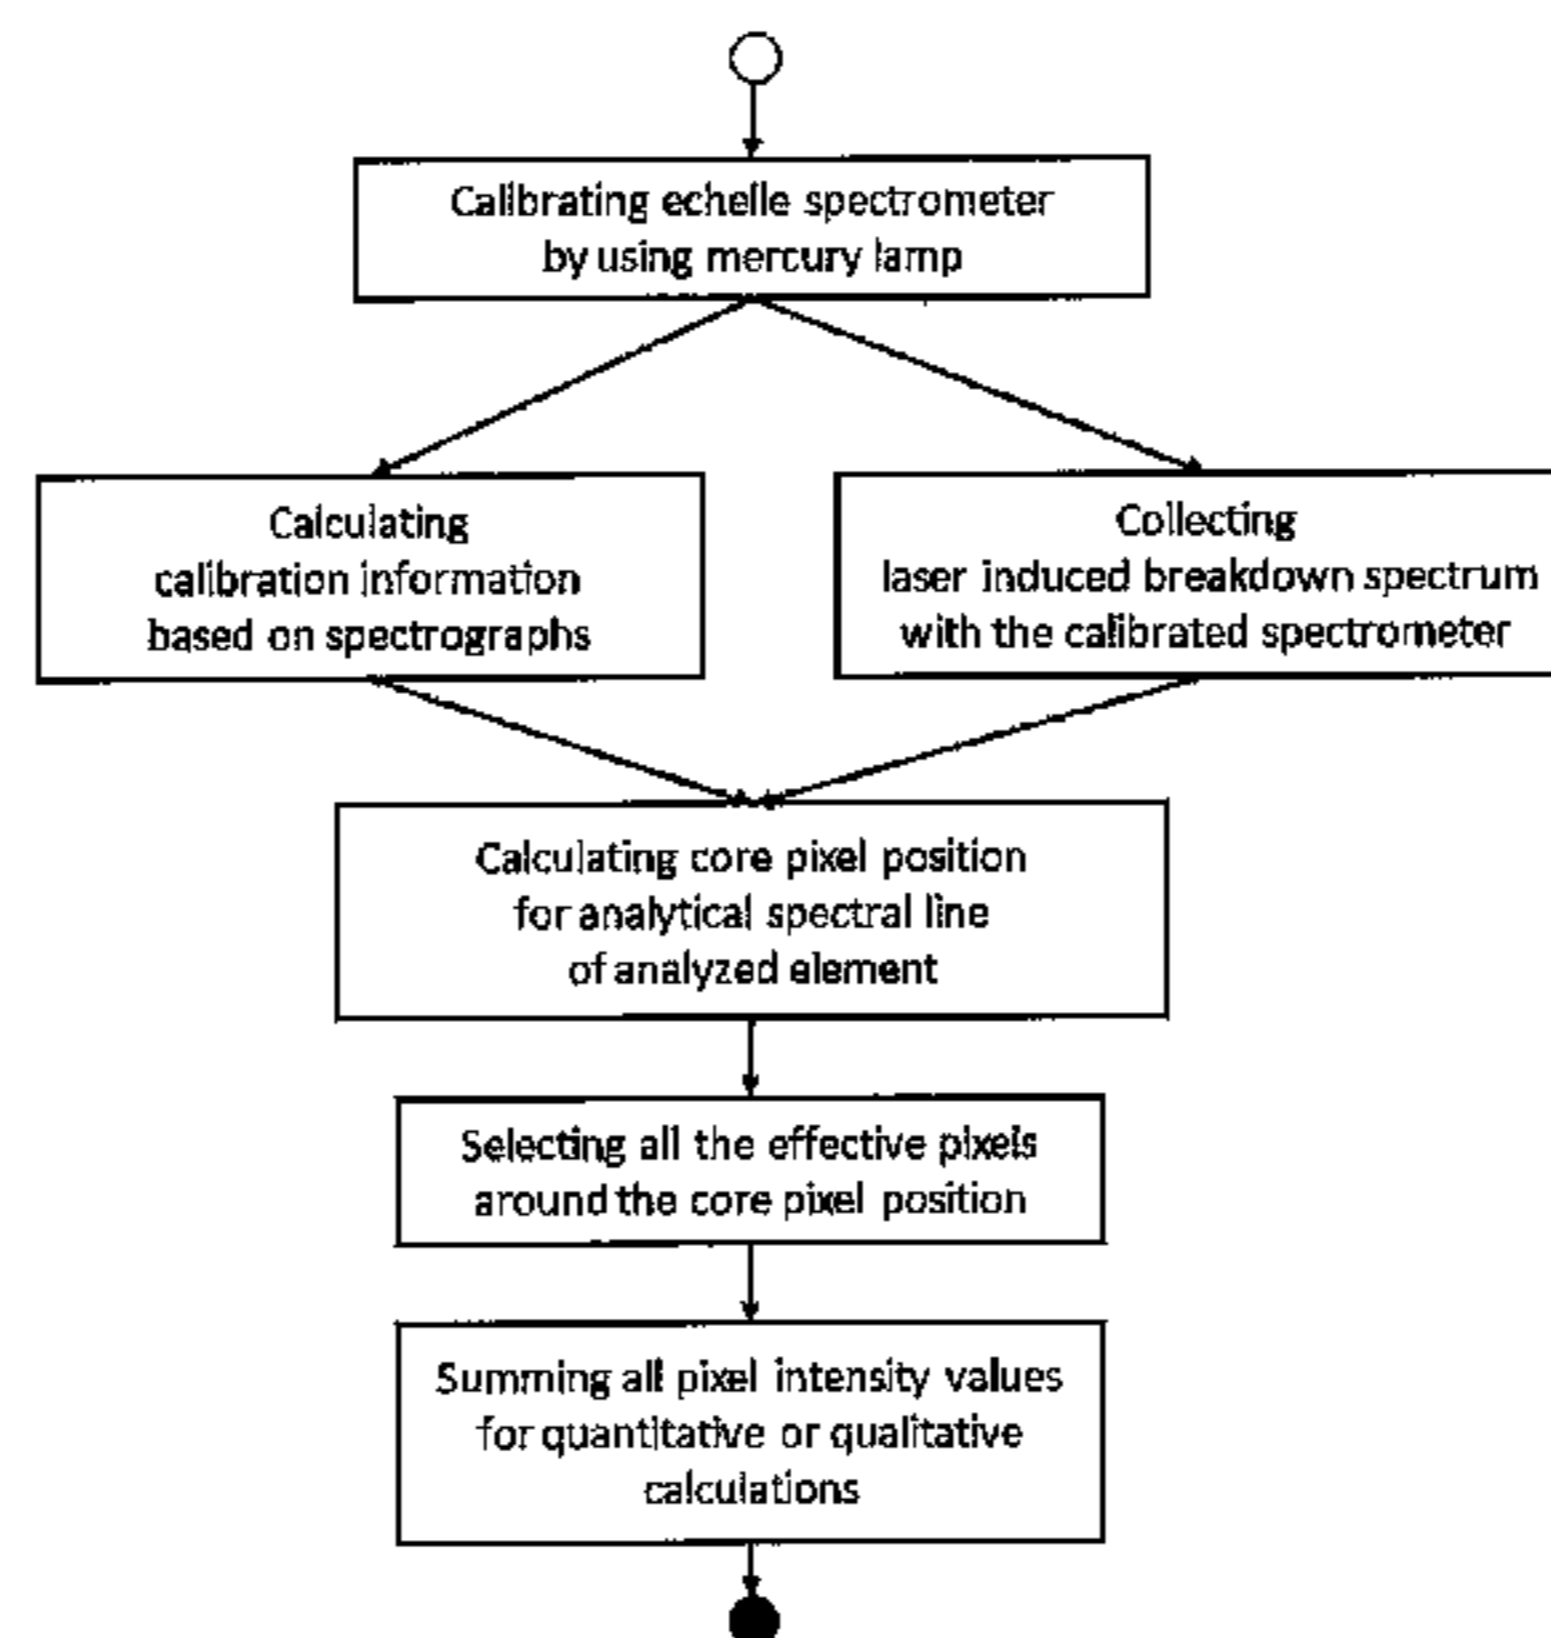 Calibrating echelle spectrometer
by using mercury lamp
Calculating
calibration information
based on spectrographs
Collecting
laser induced breakdown spectrum
with the calibrated spectrometer
Calculating core pixel position
for analytical spectral line
of analyzed element
Selecting all the effective pixels
around the core pixel position
Summing all pixel intensity values
for quantitative or qualitative
calculations